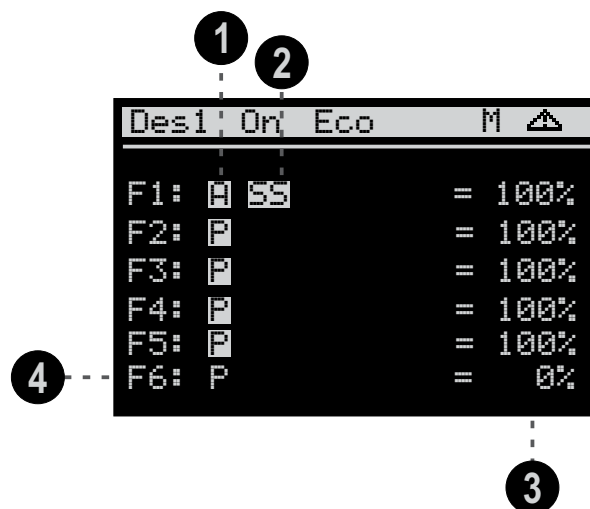 1
2
Des1 On Eco M
F1: A SS = 100%
F2: P = 100%
F3: P = 100%
F4: P = 100%
F5: P = 100%
4
F6: P = 0%
3